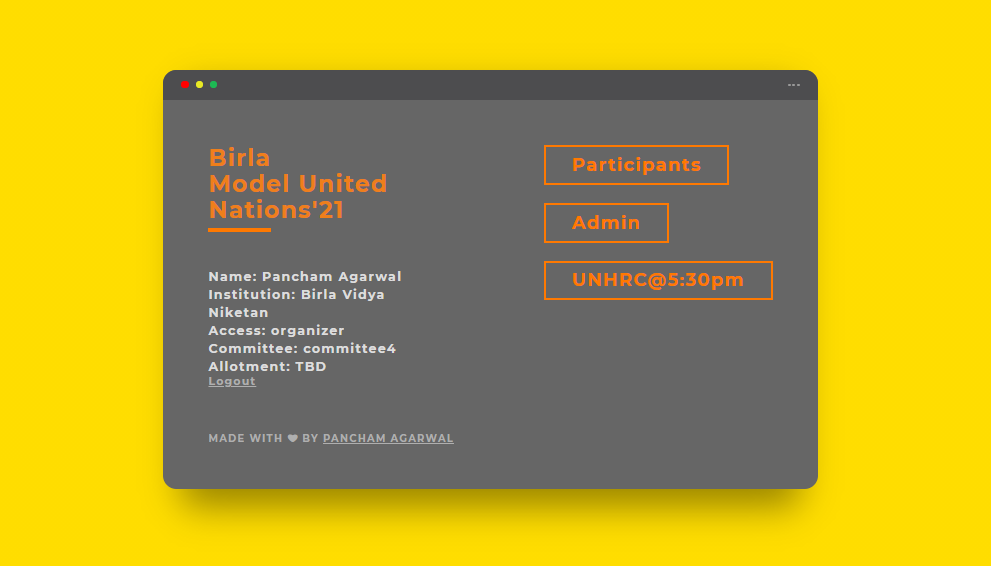 Birla
Model United
Nations'21
Name: Pancham Agarwal
Institution: Birla Vidya
Niketan
Access: organizer
Committee: committee4
Allotment: TBD
Logout
MADE WITH ♥ BY PANCHAM AGARWAL
Participants
Admin
UNHRC@5:30pm